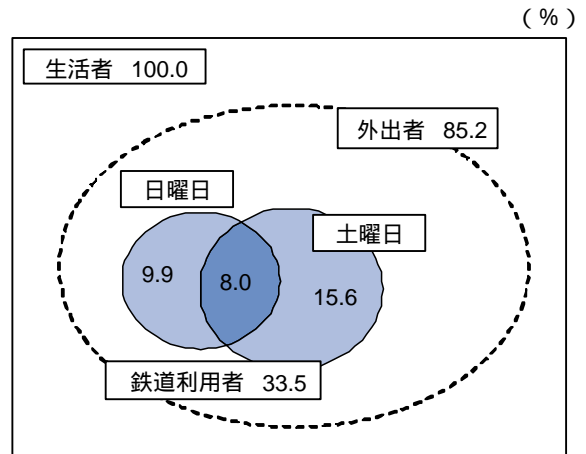 （％）
生活者 100.0
外出者 85.2
日曜日
土曜日
9.9
8.0
15.6
鉄道利用者 33.5